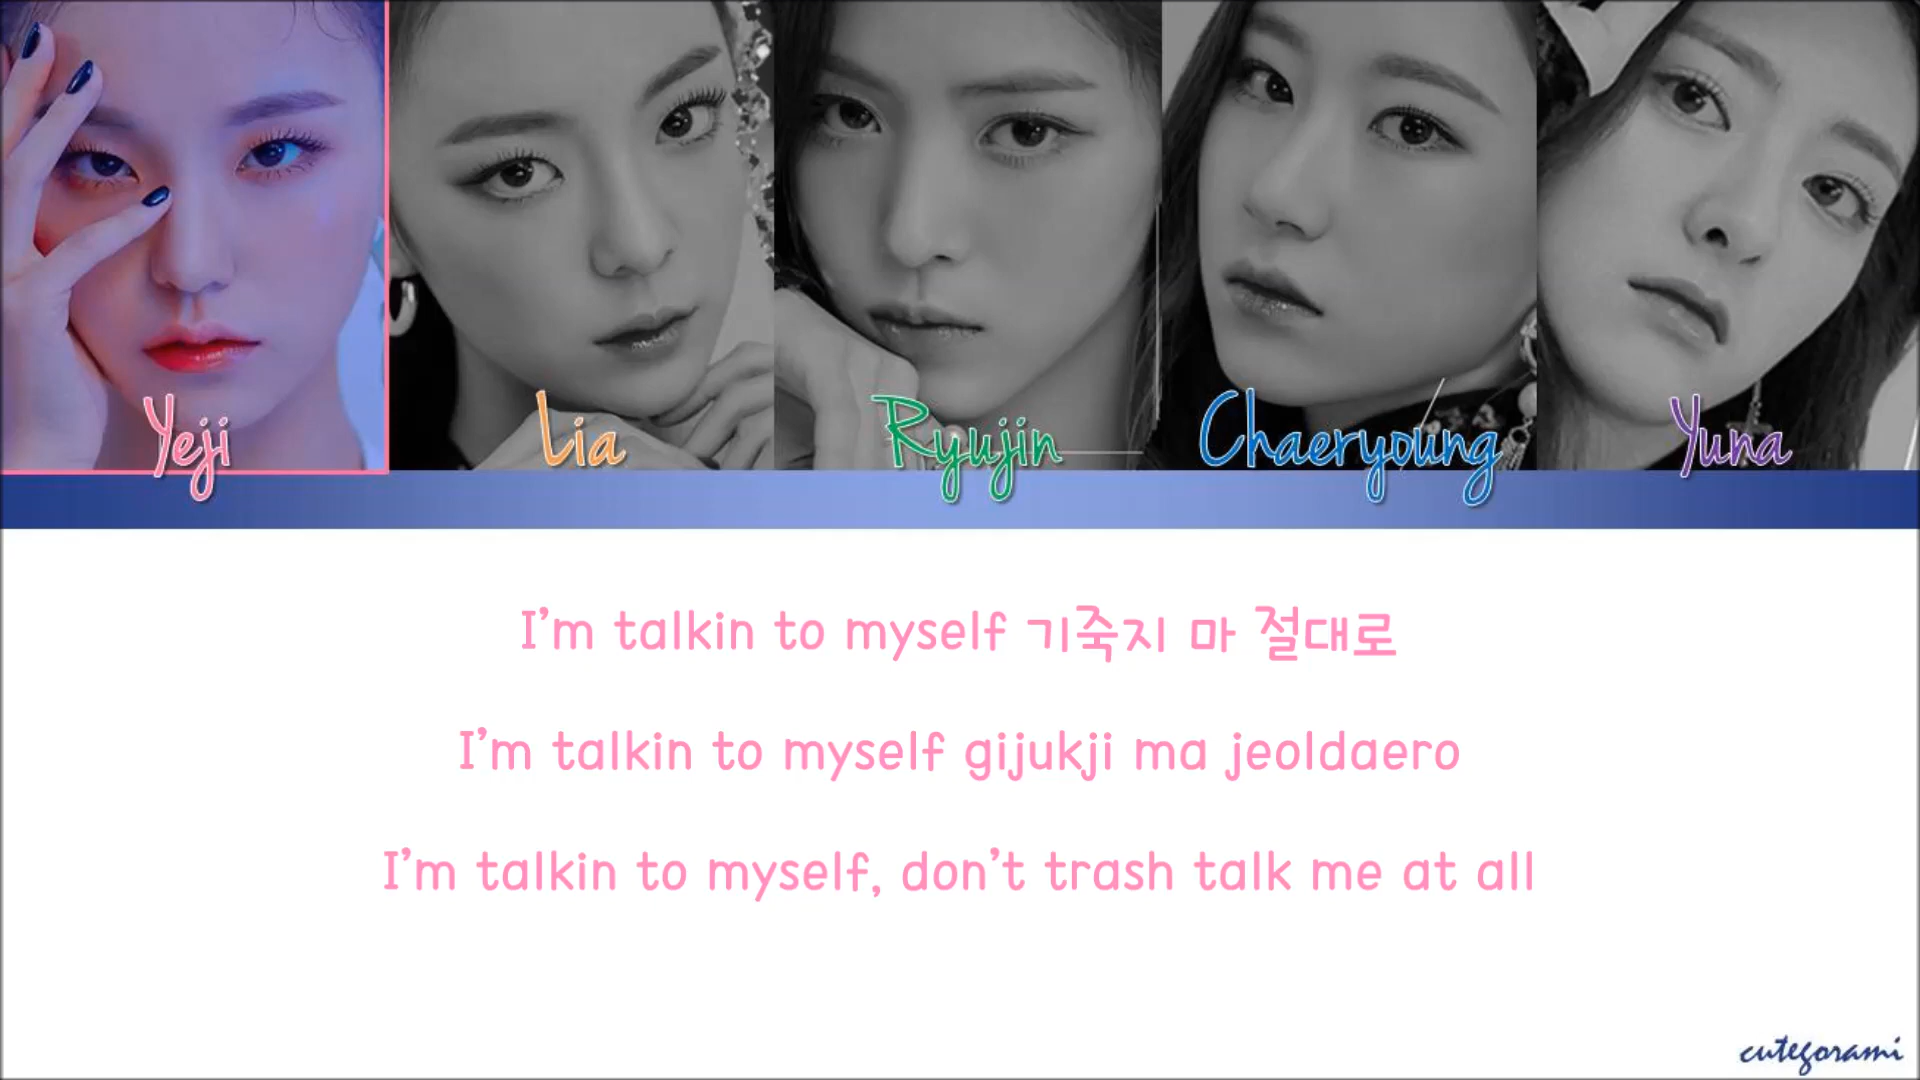 Yeji Lia Ryujin Chaeryoung Yuna
I'm talkin to myself 기죽지 마 절대로
I'm talkin to myself gijukji ma jeoldaero
I'm talkin to myself, don't trash talk me at all
cutegorami